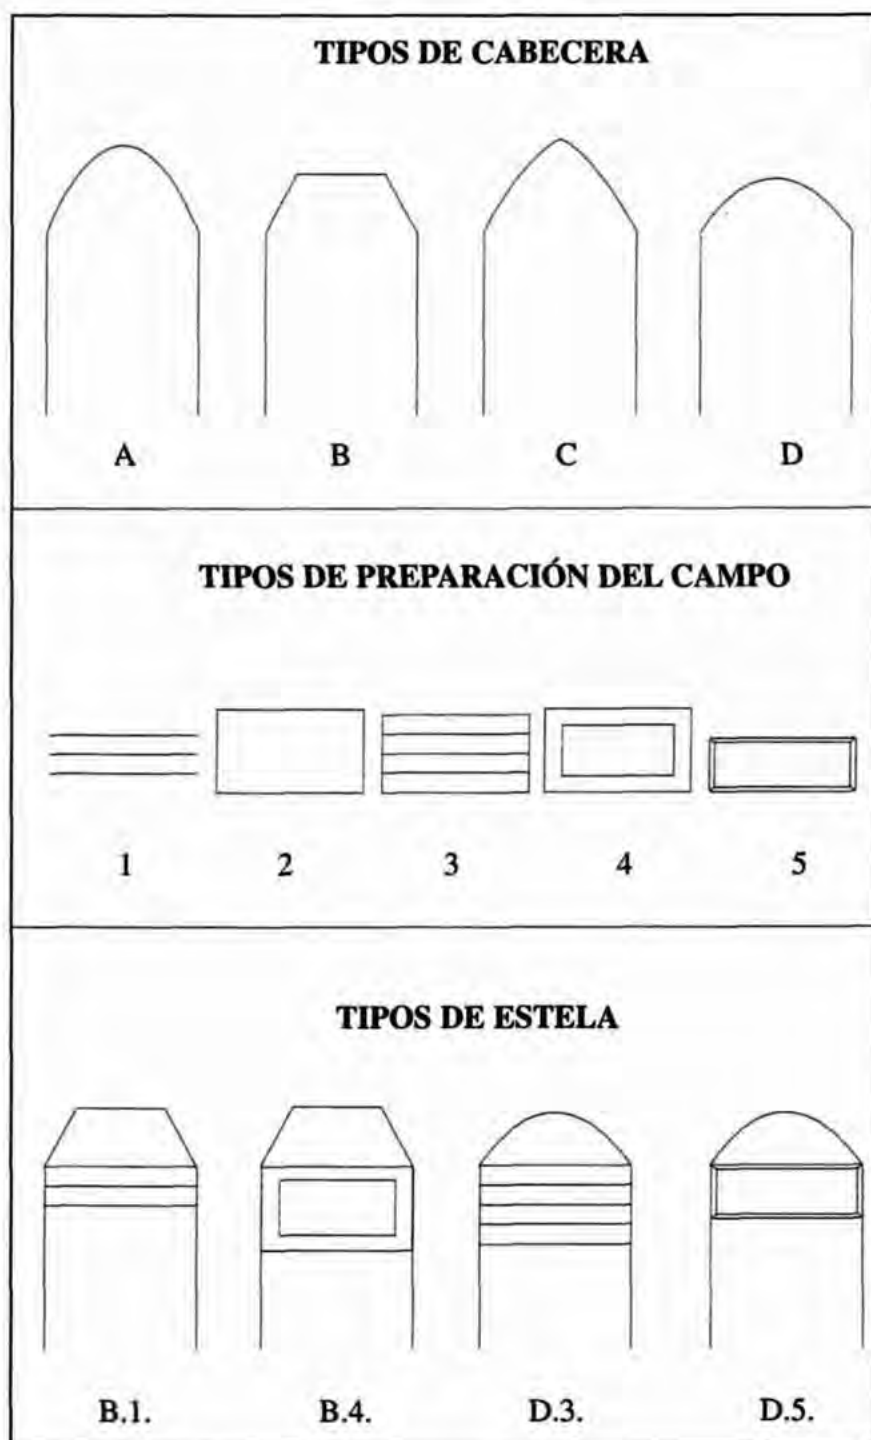 TIPOS DE CABECERA
A B C D
TIPOS DE PREPARACIÓN DEL CAMPO
1 2 3 4 5
TIPOS DE ESTELA
B.1. B.4. D.3. D.5.